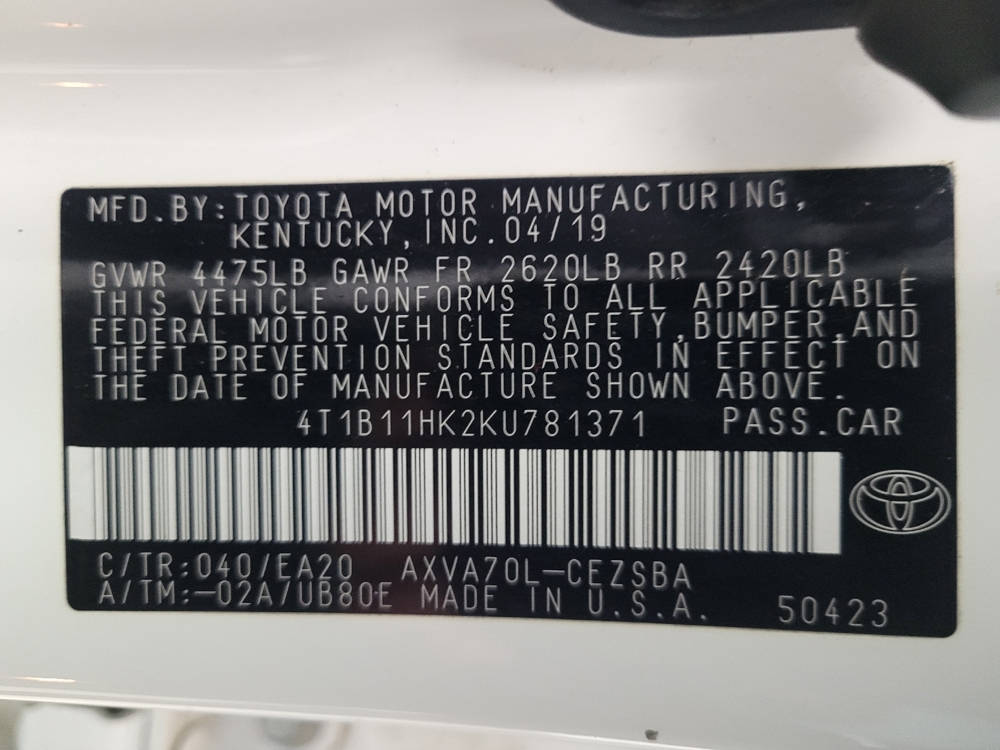 MFD.BY:TOYOTA MOTOR MANUFACTURING,
KENTUCKY,INC.04/19
GVWR 4475LB GAWR FR 2620LB RR 2420LB
THIS VEHICLE CONFORMS TO ALL APPLICABLE
FEDERAL MOTOR VEHICLE SAFETY,BUMPER,AND
THEFT PREVENTION STANDARDS IN EFFECT ON
THE DATE OF MANUFACTURE SHOWN ABOVE.
4T1B11HK2KU781371 PASS.CAR
C/TR:040/EA20 AXVA70L-CEZSBA
A/TM:-02A/UB80E MADE IN U.S.A. 50423